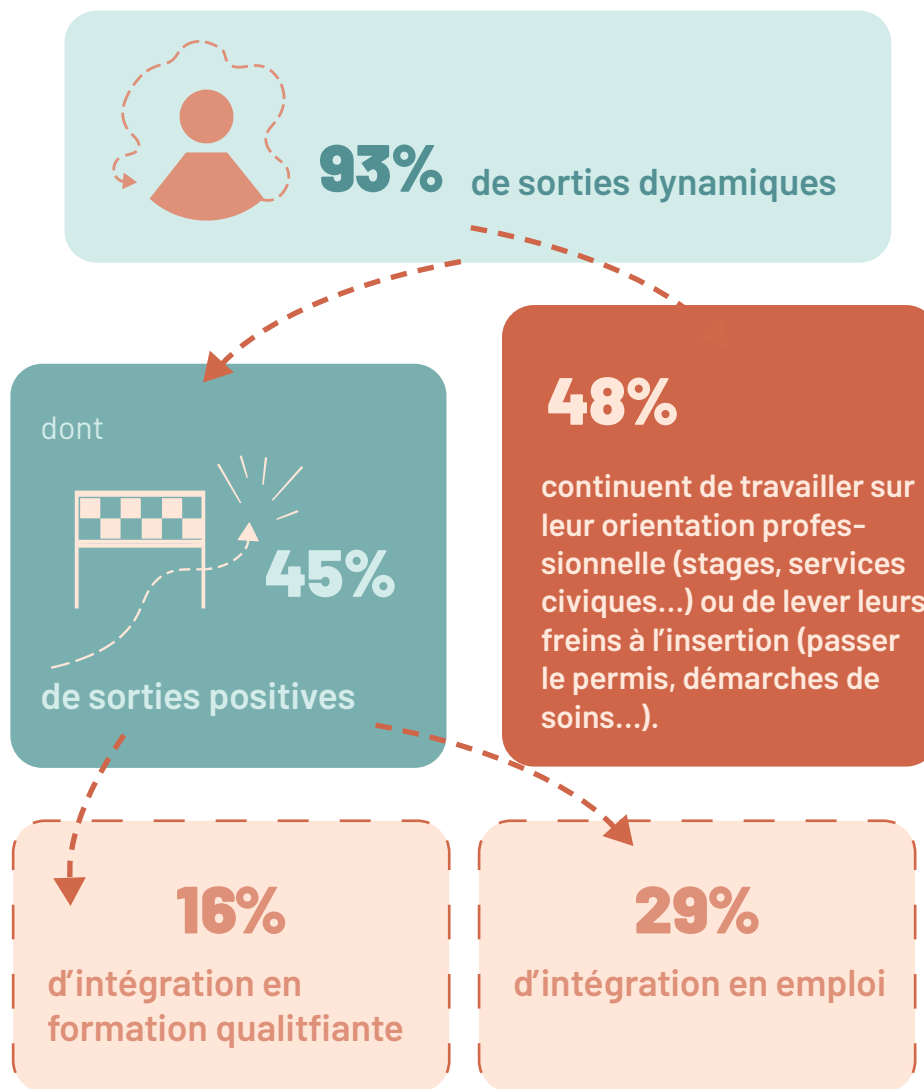 93% de sorties dynamiques
dont
45%
de sorties positives
48%
continuent de travailler sur
leur orientation profes-
sionnelle (stages, services
civiques...) ou de lever leurs
freins à l'insertion (passer
le permis, démarches de
soins...).
16%
d'intégration en
formation qualitfiante
29%
d'intégration en emploi